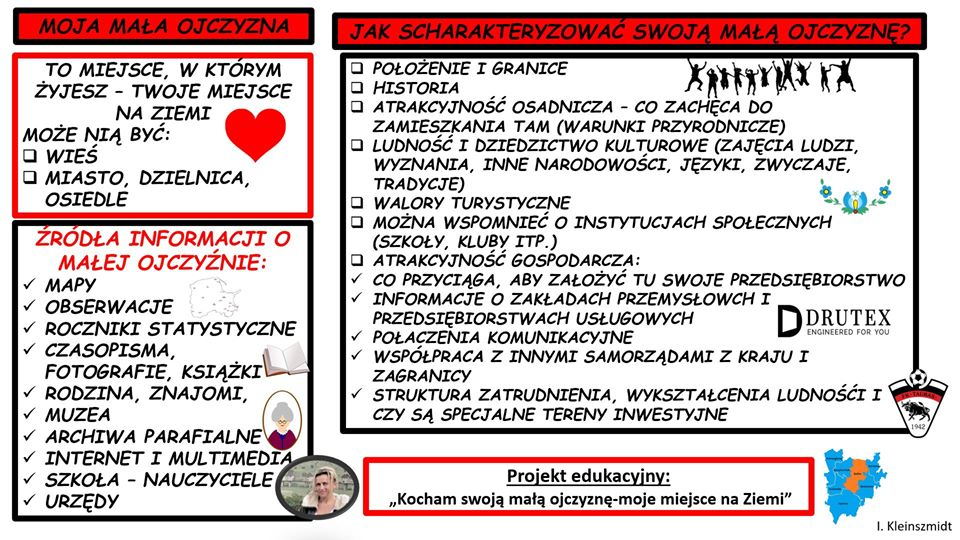 MOJA MAŁA OJCZYZNA
TO MIEJSCE, W KTÓRYM
ŻYJESZ – TWOJE MIEJSCE
NA ZIEMI
MOŻE NIĄ BYĆ:
WIEŚ
MIASTO, DZIELNICA,
OSIEDLE
ŹRÓDŁA INFORMACJI O
MAŁEJ OJCZYŹNIE:
MAPY
OBSERWACJE
ROCZNIKI STATYSTYCZNE
CZASOPISMA,
FOTOGRAFIE, KSIĄŻKI
RODZINA, ZNAJOMI,
MUZEA
ARCHIWA PARAFIALNE
INTERNET I MULTIMEDIA
SZKOŁA – NAUCZYCIELE
URZĘDY
JAK SCHARAKTERYZOWAĆ SWOJĄ MAŁĄ OJCZYZNĘ?
POŁOŻENIE I GRANICE
HISTORIA
ATRAKCYJNOŚĆ OSADNICZA – CO ZACHĘCA DO
ZAMIESZKANIA TAM (WARUNKI PRZYRODNICZE)
LUDNOŚĆ I DZIEDZICTWO KULTUROWE (ZAJĘCIA LUDZI,
WYZNANIA, INNE NARODOWOŚCI, JĘZYKI, ZWYCZAJE,
TRADYCJE)
WALORY TURYSTYCZNE
MOŻNA WSPOMNIEĆ O INSTYTUCJACH SPOŁECZNYCH
(SZKOŁY, KLUBY ITP.)
ATRAKCYJNOŚĆ GOSPODARCZA:
CO PRZYCIĄGA, ABY ZAŁOŻYĆ TU SWOJE PRZEDSIĘBIORSTWO
INFORMACJE O ZAKŁADACH PRZEMYSŁOWCH I
PRZEDSIĘBIORSTWACH USŁUGOWYCH
DRUTEX
ENGINEERED FOR YOU
POŁACZENIA KOMUNIKACYJNE
WSPÓŁPRACA Z INNYMI SAMORZĄDAMI Z KRAJU I
ZAGRANICY
STRUKTURA ZATRUDNIENIA, WYKSZTAŁCENIA LUDNOŚĆI I
CZY SĄ SPECJALNE TERENY INWESTYJNE
1942
Projekt edukacyjny:
„Kocham swoją małą ojczyznę-moje miejsce na Ziemi”
I. Kleinszmidt